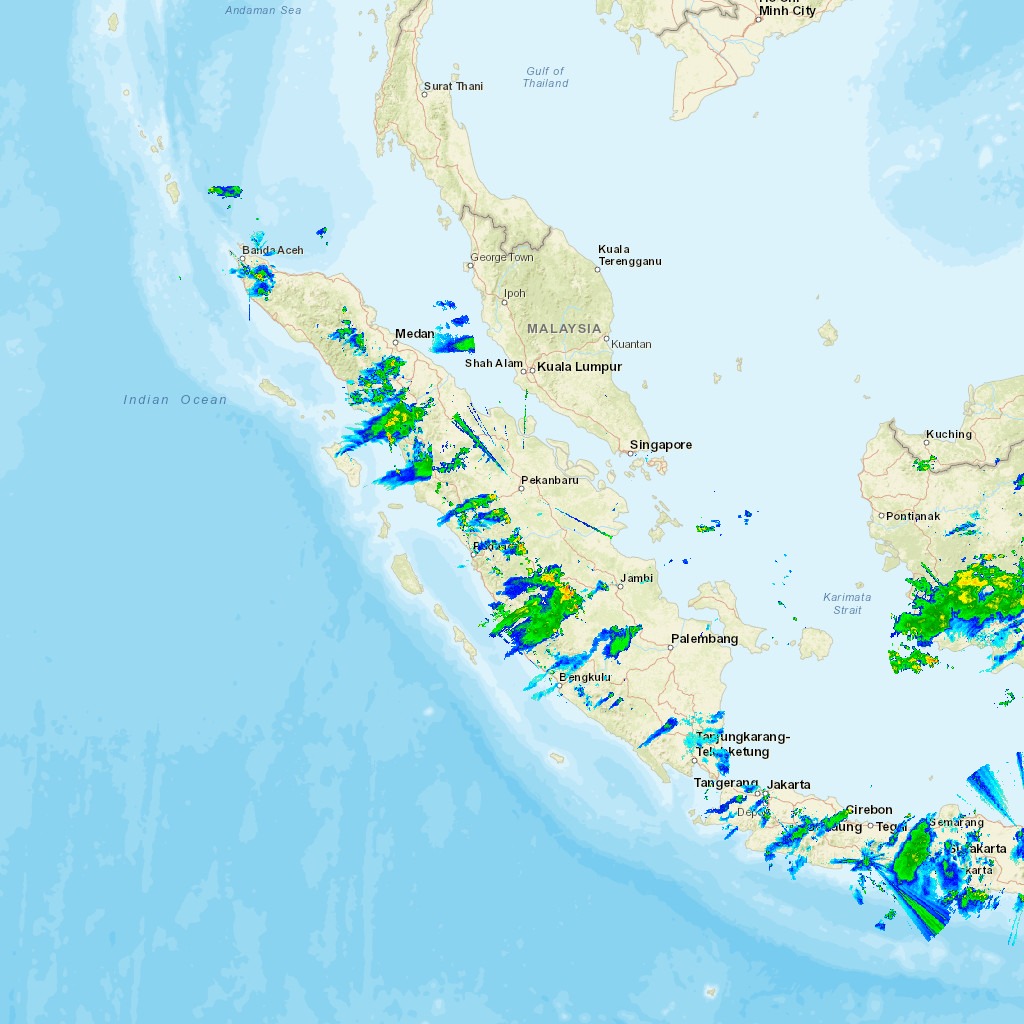 Andaman Sea
Minh City
Gulf of
Thailand
Surat Thani
Banda Aceh
George Town
Kuala
Terengganu
Ipoh
MALAYSIA
Medan
Kuantan
Shah Alam
Kuala Lumpur
Indian Ocean
Kuching
Singapore
Pekanbaru
Pontianak
Jambi
Karimata
Strait
Palembang
Bengkulu
Tanjungkarang-
Tangerang
Jakarta
Cirebon
Semarang